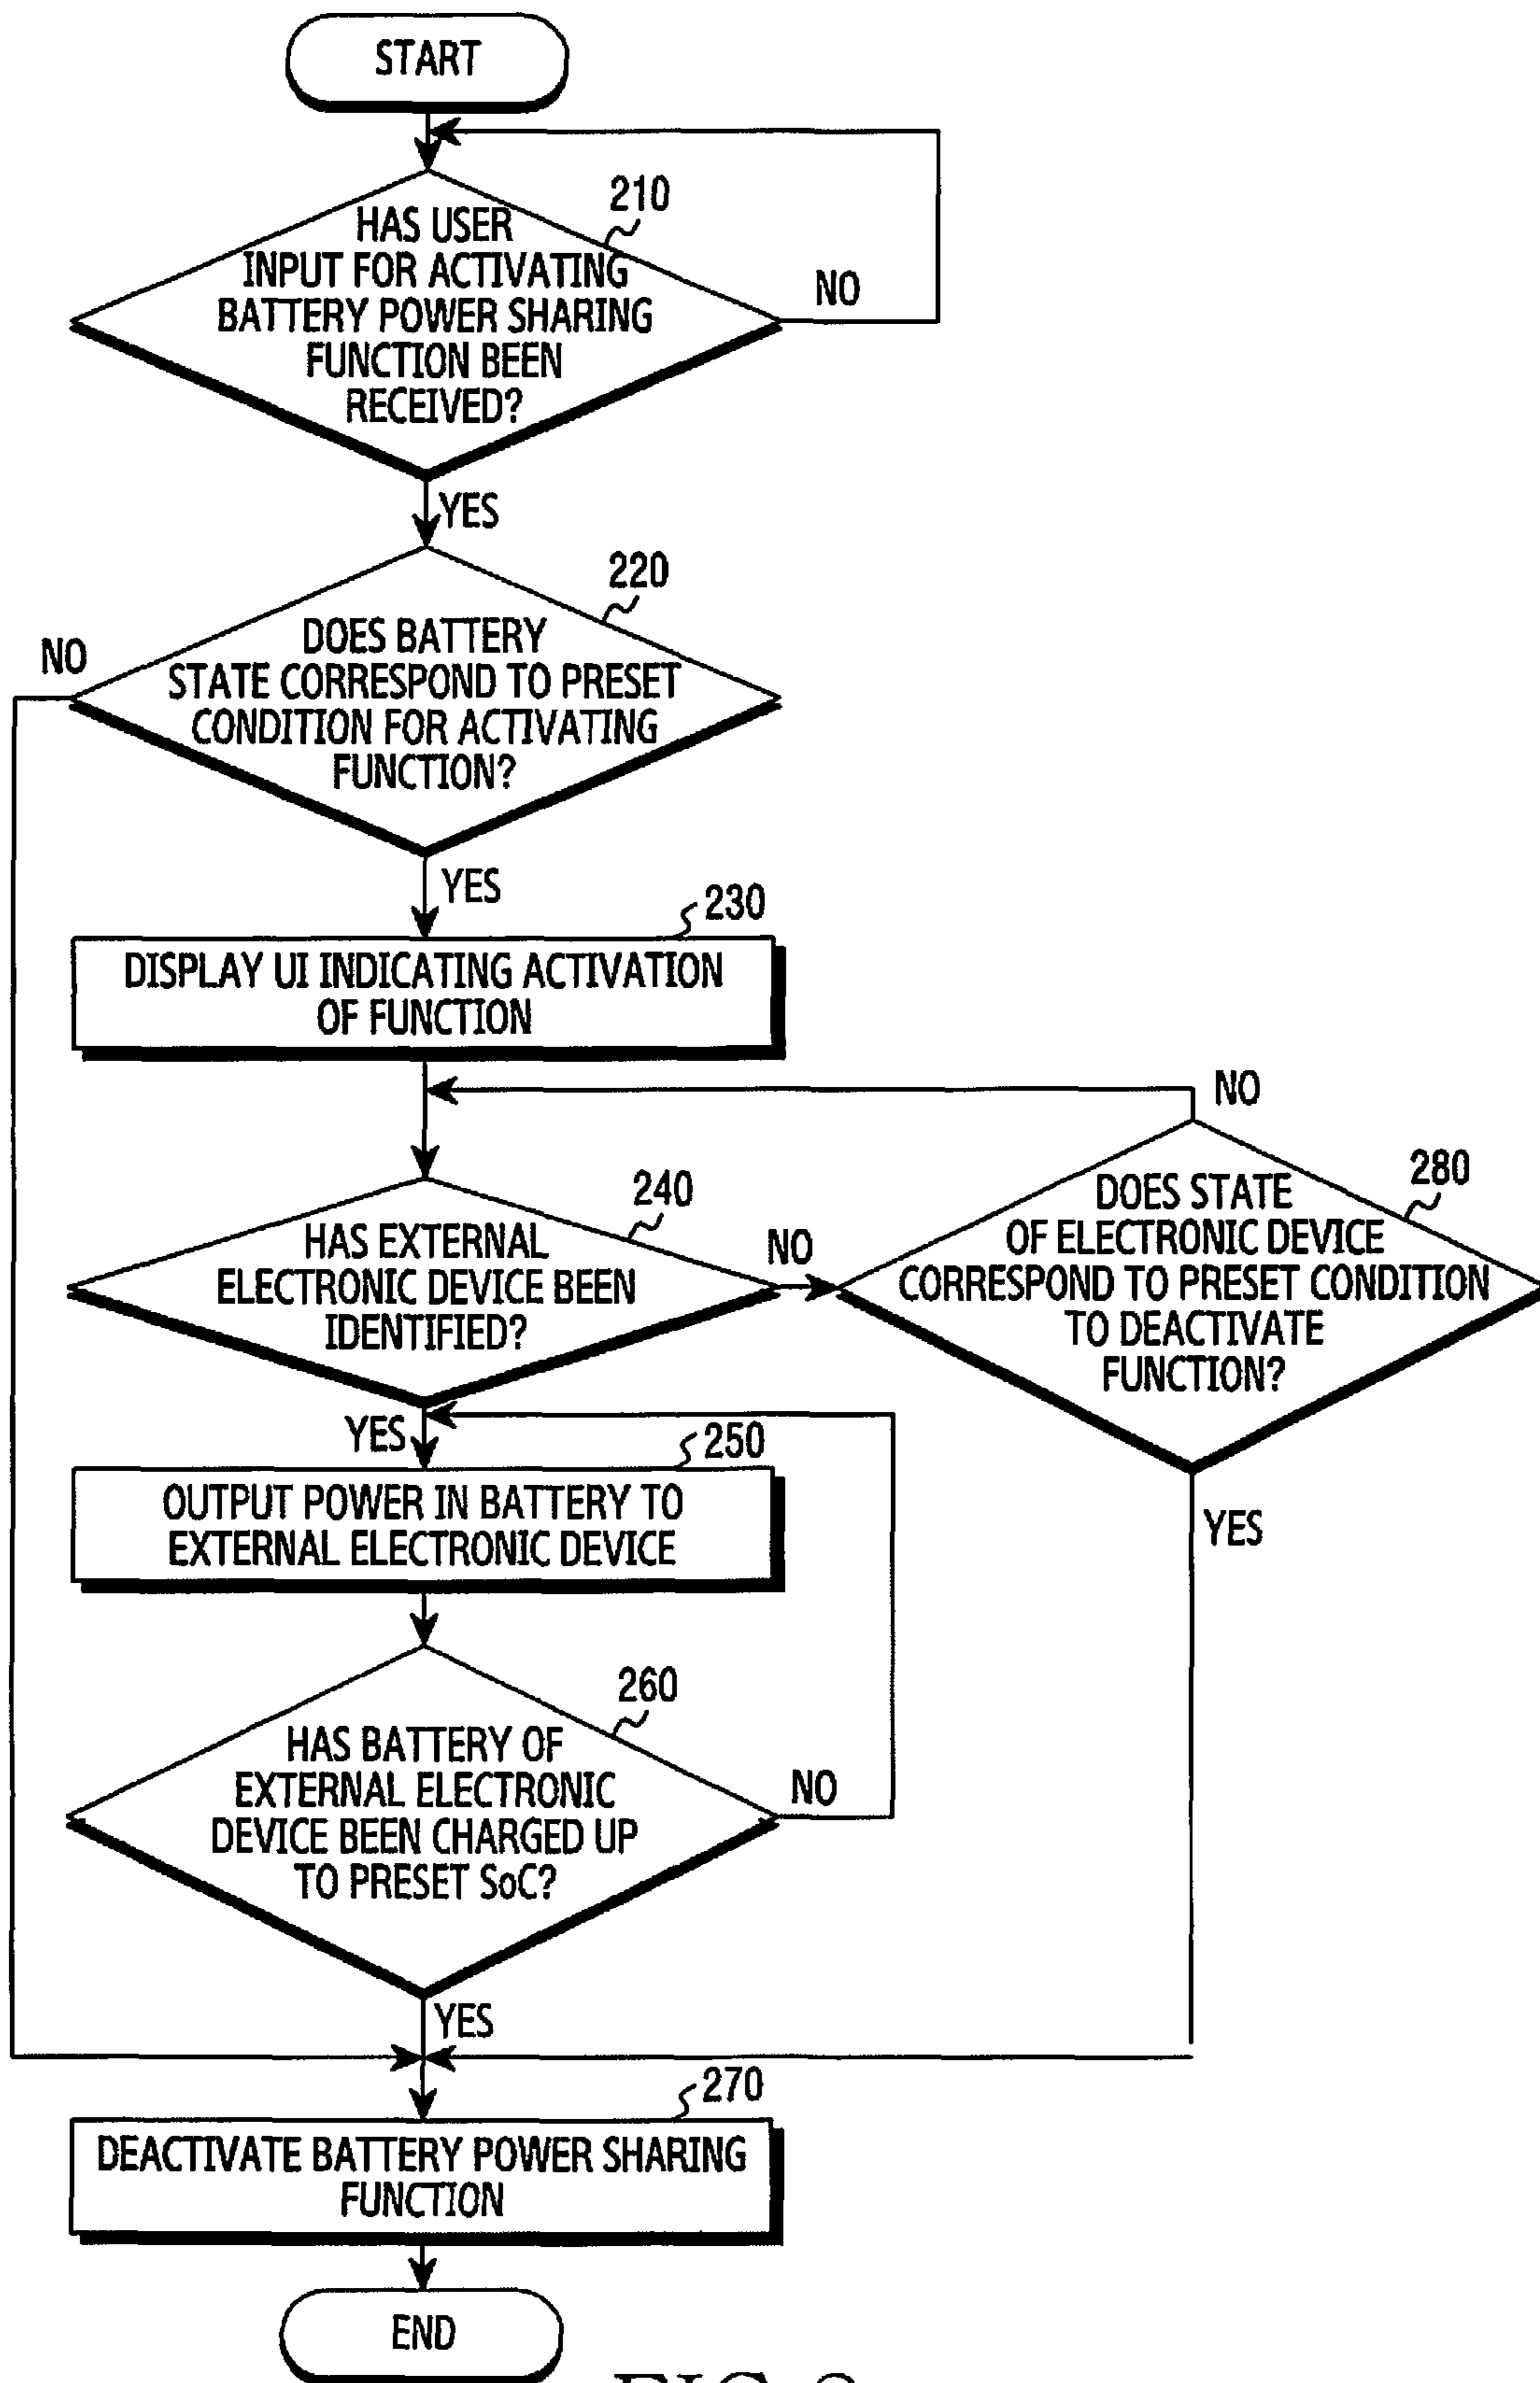 START
210
HAS USER
INPUT FOR ACTIVATING
BATTERY POWER SHARING
FUNCTION BEEN
RECEIVED?
NO
YES
220
DOES BATTERY
STATE CORRESPOND TO PRESET
CONDITION FOR ACTIVATING
FUNCTION?
NO
YES
230
DISPLAY UI INDICATING ACTIVATION
OF FUNCTION
240
HAS EXTERNAL
ELECTRONIC DEVICE BEEN
IDENTIFIED?
NO
YES
280
DOES STATE
OF ELECTRONIC DEVICE
CORRESPOND TO PRESET CONDITION
TO DEACTIVATE
FUNCTION?
NO
YES
250
OUTPUT POWER IN BATTERY TO
EXTERNAL ELECTRONIC DEVICE
260
HAS BATTERY OF
EXTERNAL ELECTRONIC
DEVICE BEEN CHARGED UP
TO PRESET SoC?
NO
YES
270
DEACTIVATE BATTERY POWER SHARING
FUNCTION
END